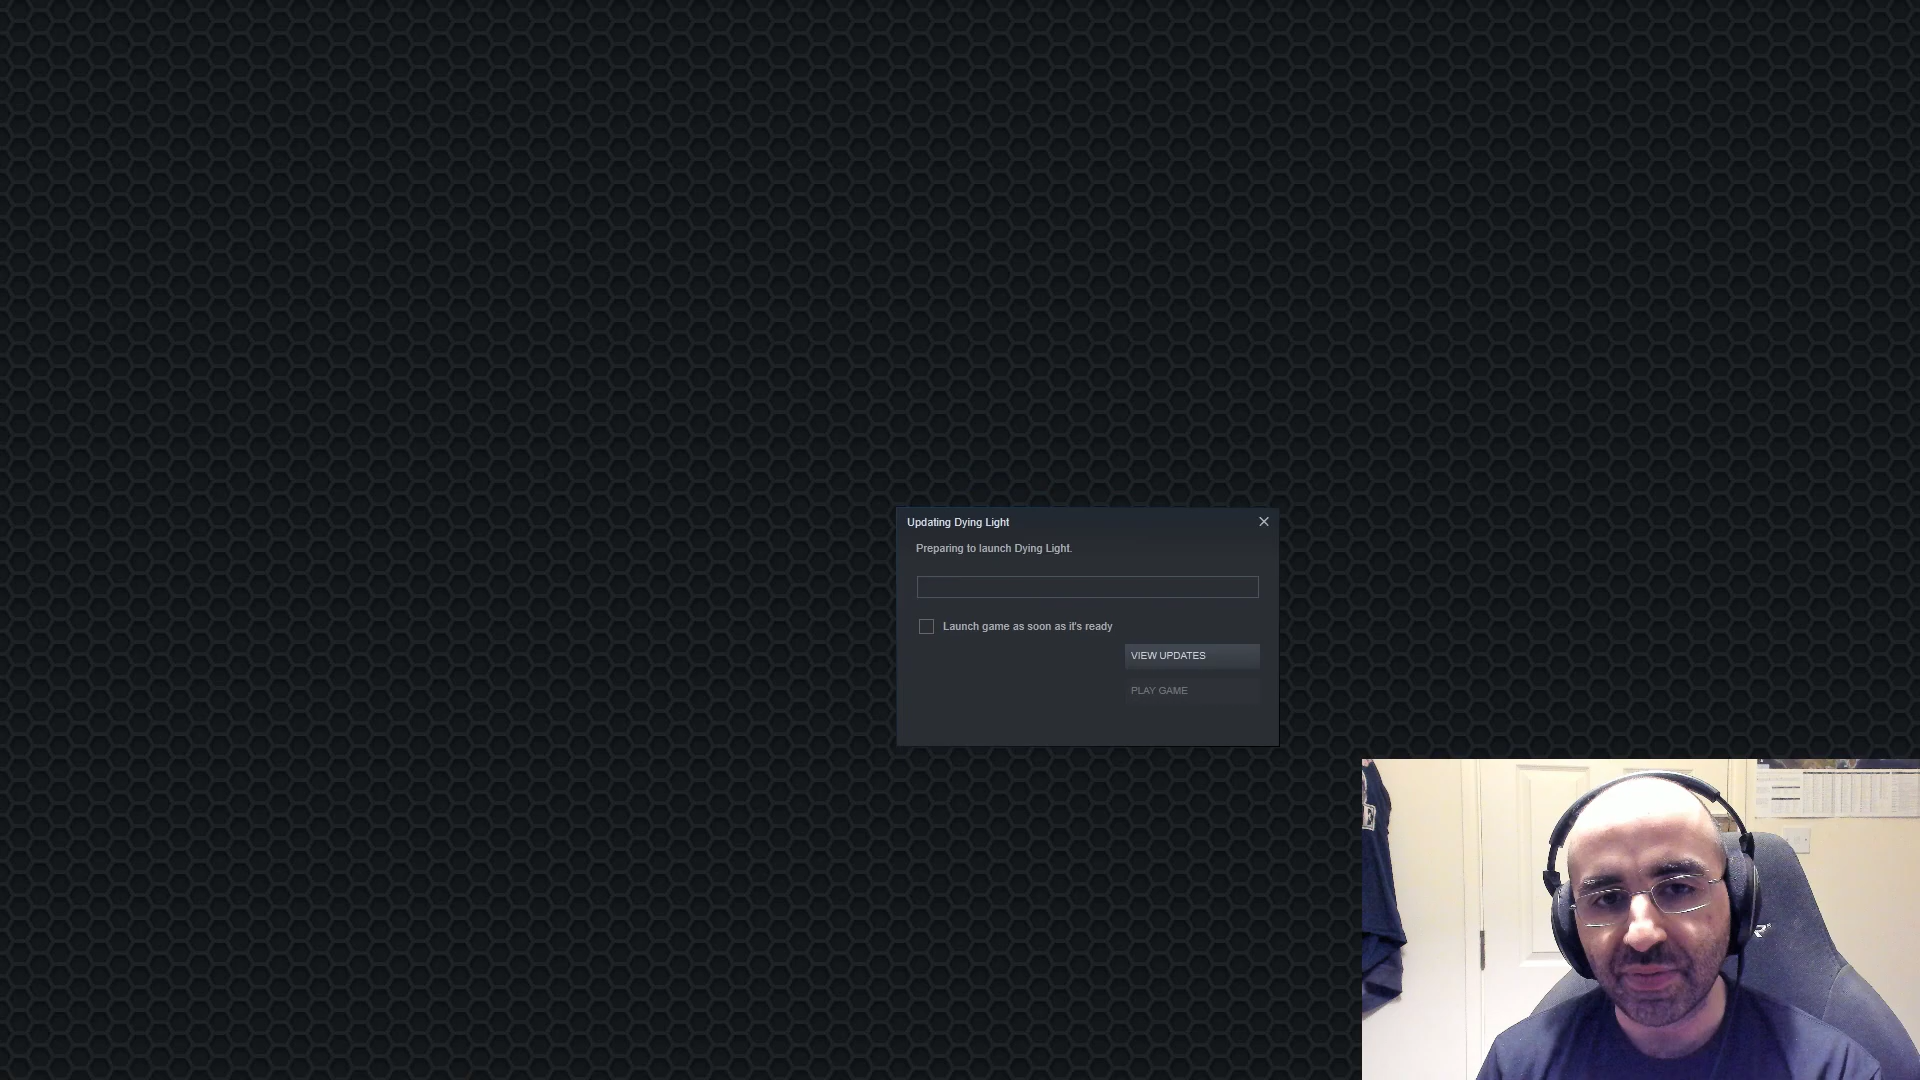 Updating Dying Light
Preparing to launch Dying Light.
Launch game as soon as it's ready
VIEW UPDATES
PLAY GAME